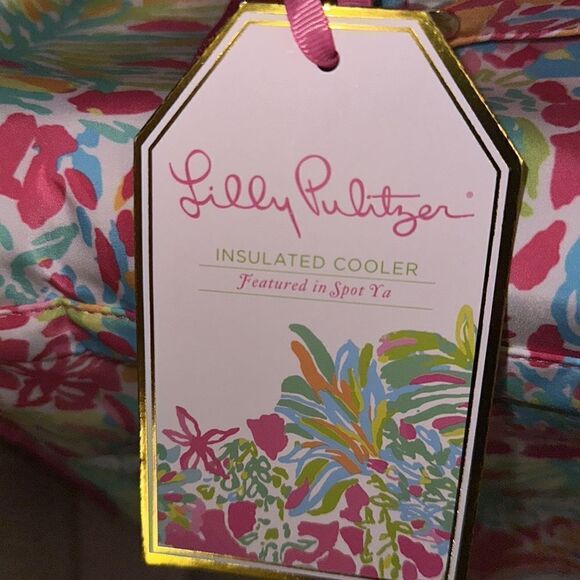 Lilly Pulitzer®
INSULATED COOLER
Featured in Spot Ya